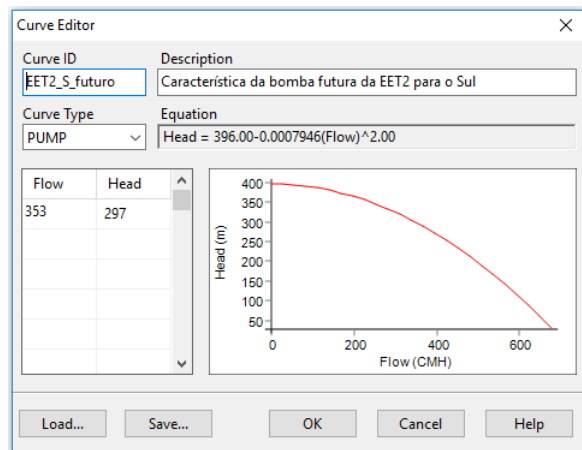 Curve Editor
Curve ID Description
EET2_S_futuro Característica da bomba futura da EET2 para o Sul
Curve Type Equation
PUMP Head = 396.00-0.0007946(Flow)^2.00
Flow Head
353 297
400
350
300
250
200
150
100
50
Head (m)
0 200 400 600
Flow (CMH)
Load... Save... OK Cancel Help